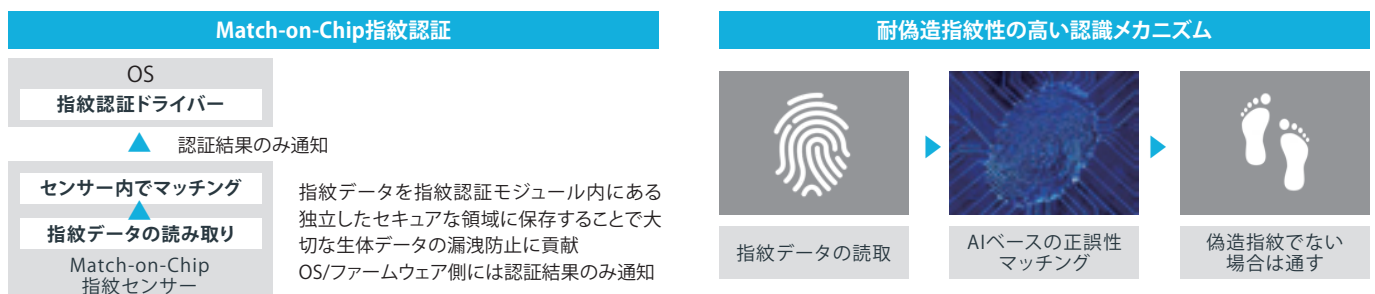 Match-on-Chip指紋認証
OS
指紋認証ドライバー
認証結果のみ通知
センサー内でマッチング
指紋データの読み取り
Match-on-Chip
指紋センサー
指紋データを指紋認証モジュール内にある
独立したセキュアな領域に保存することで大
切な生体データの漏洩防止に貢献
OS/ファームウェア側には認証結果のみ通知
耐偽造指紋性の高い認識メカニズム
指紋データの読取
AIベースの正誤性
マッチング
偽造指紋でない
場合は通す